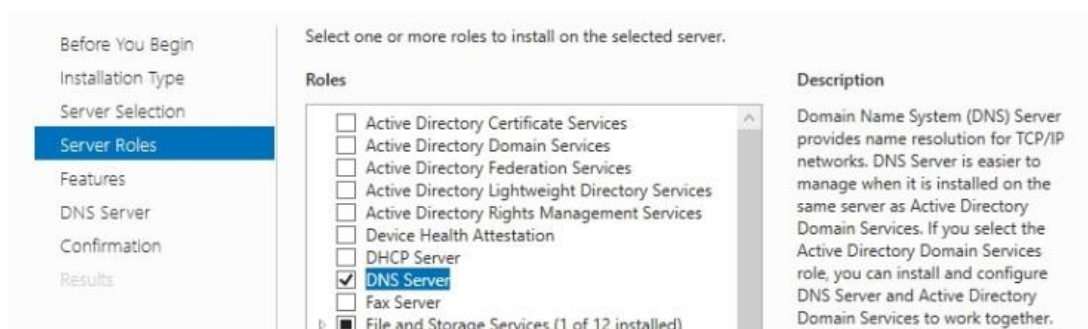 Before You Begin
Installation Type
Server Selection
Server Roles
Features
DNS Server
Confirmation
Results
Select one or more roles to install on the selected server.
Roles
Active Directory Certificate Services
Active Directory Domain Services
Active Directory Federation Services
Active Directory Lightweight Directory Services
Active Directory Rights Management Services
Device Health Attestation
DHCP Server
DNS Server
Fax Server
File and Storage Services (1 of 12 installed)
Description
Domain Name System (DNS) Server
provides name resolution for TCP/IP
networks. DNS Server is easier to
manage when it is installed on the
same server as Active Directory
Domain Services. If you select the
Active Directory Domain Services
role, you can install and configure
DNS Server and Active Directory
Domain Services to work together.